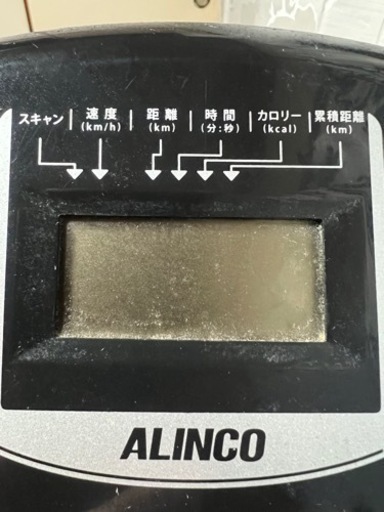 スキャン | 速度 | 距離 | 時間 | カロリー | 累積距離
(km/h) (km) (分:秒) (kcal) (km)
ALINCO